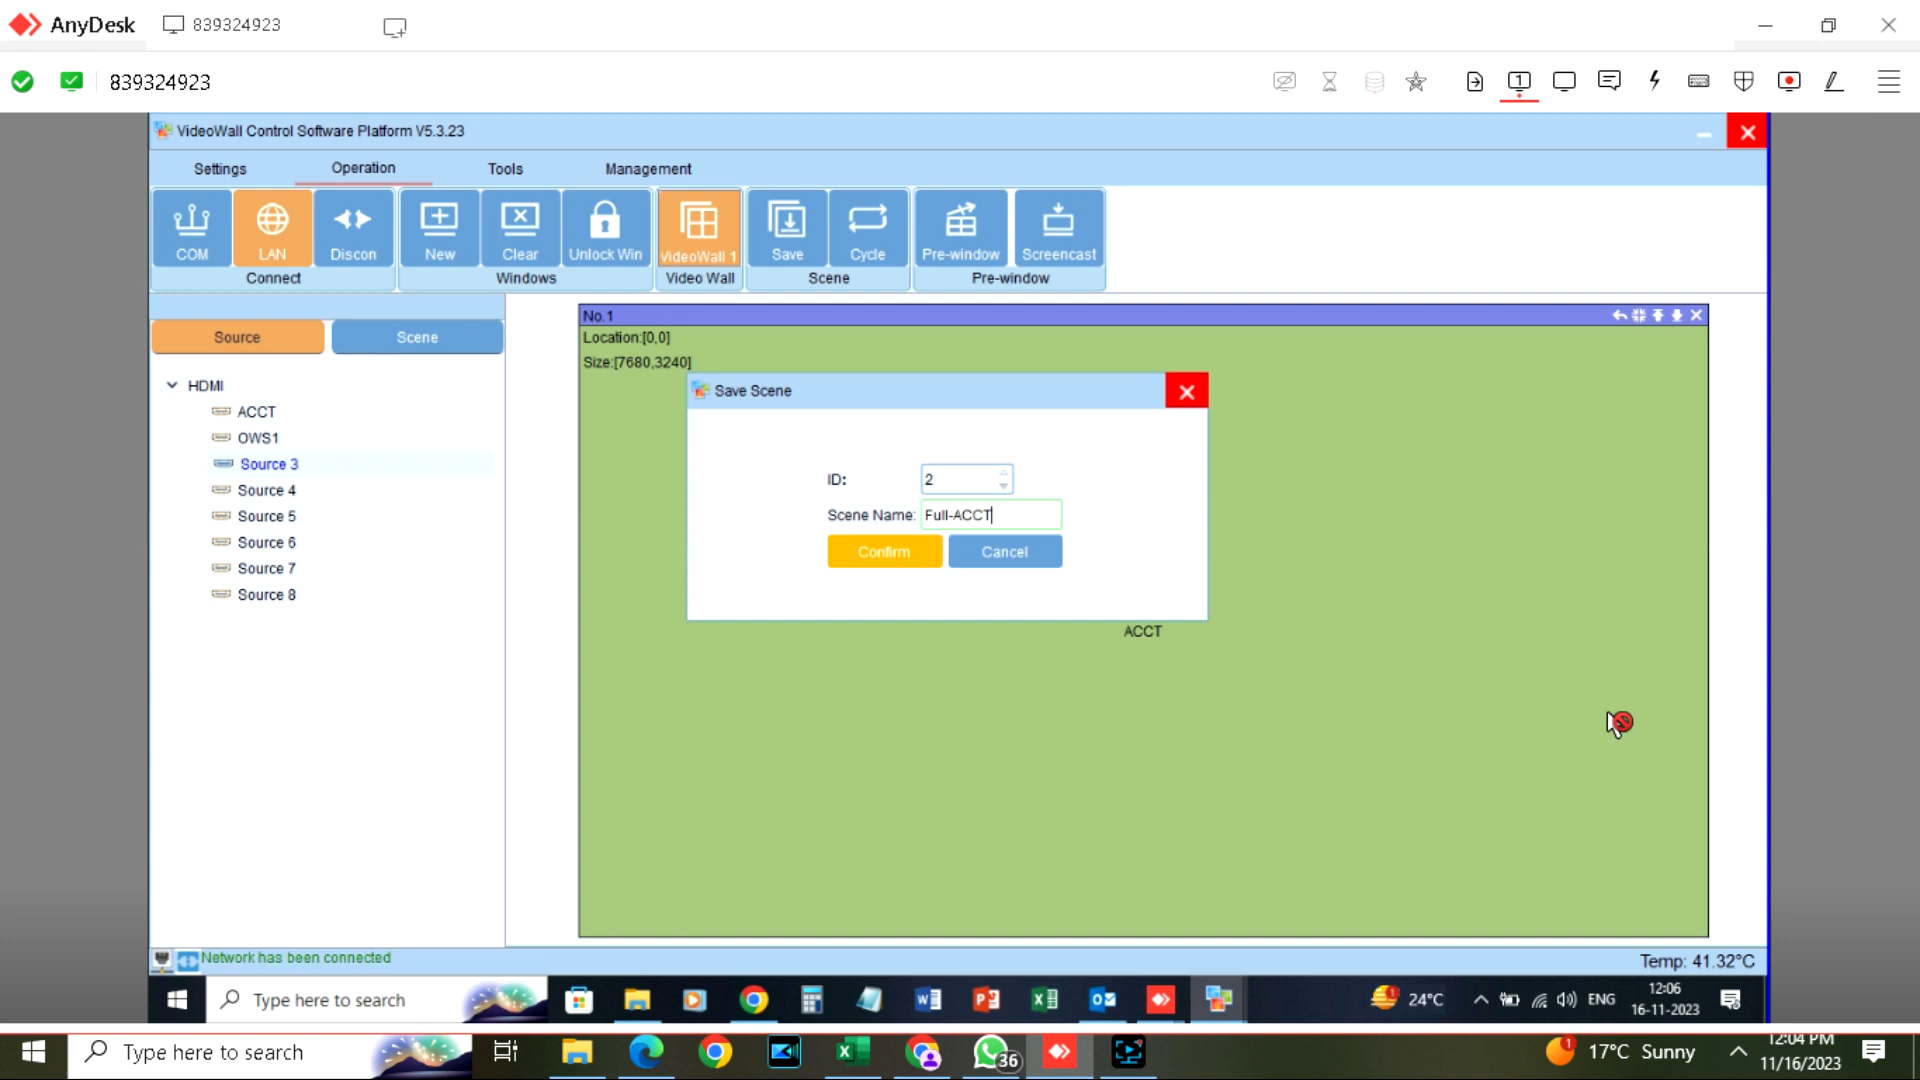 AnyDesk
839324923
839324923
1
VideoWall Control Software Platform V5.3.23
Settings
Operation
Tools
Management
COM
LAN
Discon
New
Clear
Unlock Win
VideoWall 1
Save
Cycle
Pre-window
Screencast
Connect
Windows
Video Wall
Scene
Pre-window
Source
Scene
HDMI
ACCT
OWS1
Source 3
Source 4
Source 5
Source 6
Source 7
Source 8
No.1
Location:[0,0]
Size:[7680,3240]
Save Scene
ID:
2
Scene Name:
Full-ACCT
Confirm
Cancel
ACCT
Network has been connected
Temp: 41.32°C
Type here to search
1
24°C
ENG
12:06
16-11-2023
Type here to search
36
1
17°C Sunny
12:04 PM
11/16/2023